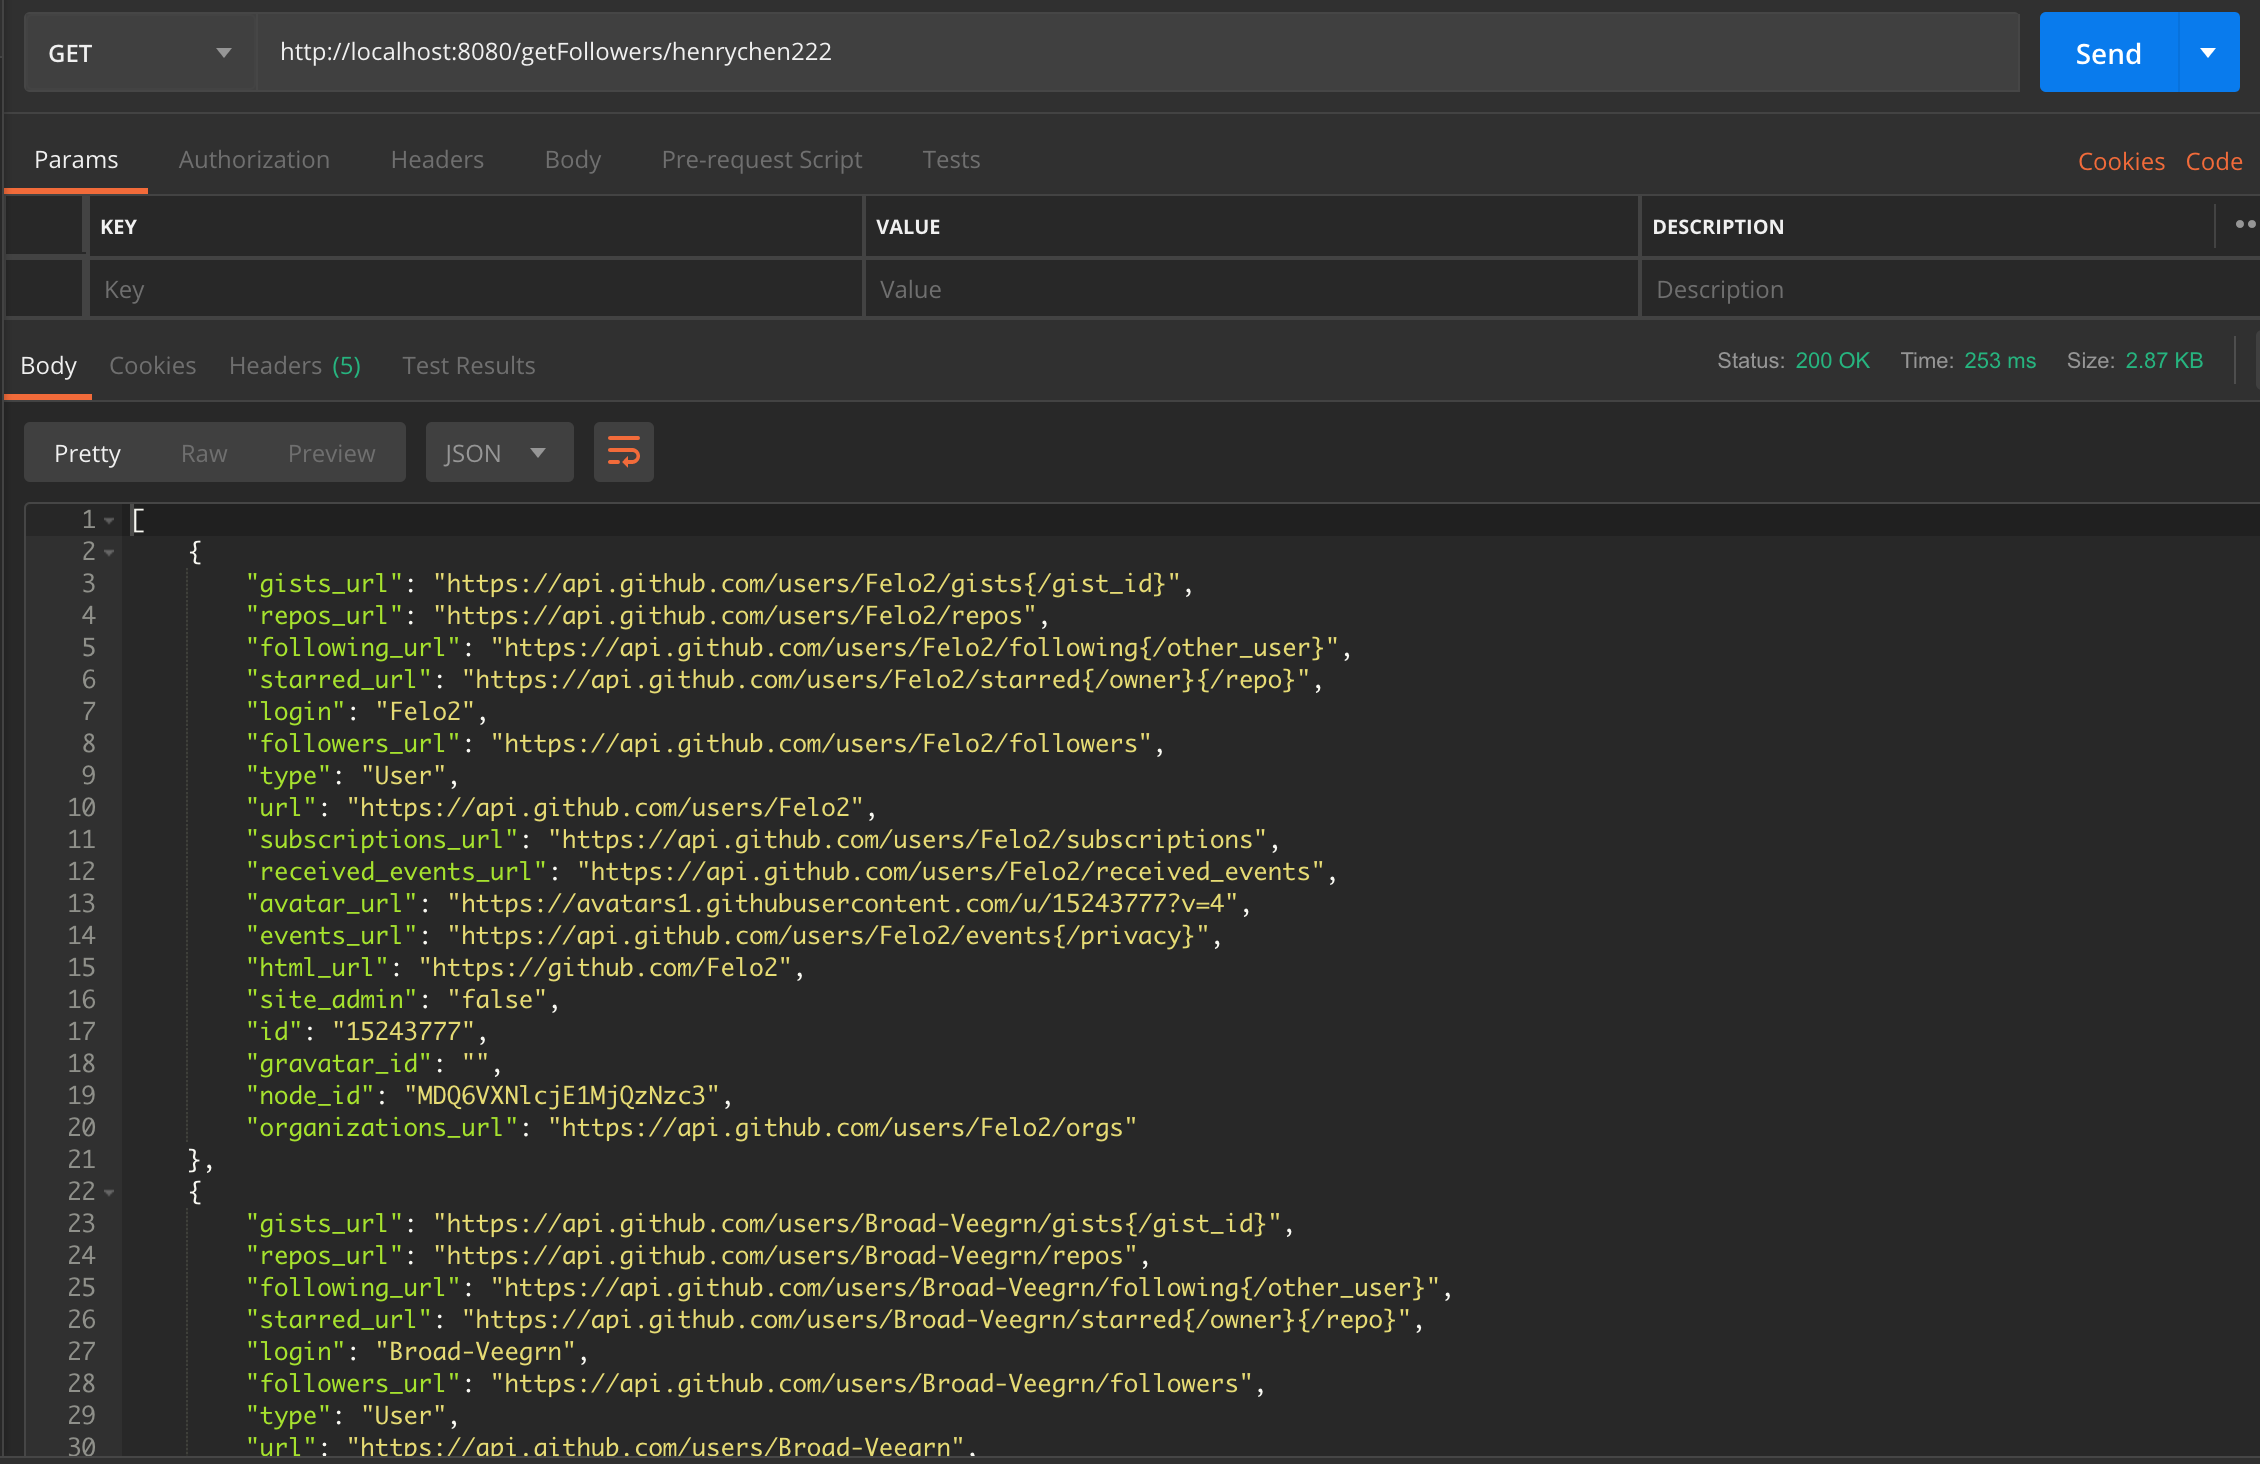 GET http://localhost:8080/getFollowers/henrychen222 Send
Params Authorization Headers Body Pre-request Script Tests Cookies Code
KEY VALUE DESCRIPTION
Key Value Description
Body Cookies Headers (5) Test Results Status: 200 OK Time: 253 ms Size: 2.87 KB
Pretty Raw Preview JSON
1 [
2 {
3 "gists_url": "https://api.github.com/users/Felo2/gists{/gist_id}",
4 "repos_url": "https://api.github.com/users/Felo2/repos",
5 "following_url": "https://api.github.com/users/Felo2/following{/other_user}",
6 "starred_url": "https://api.github.com/users/Felo2/starred{/owner}{/repo}",
7 "login": "Felo2",
8 "followers_url": "https://api.github.com/users/Felo2/followers",
9 "type": "User",
10 "url": "https://api.github.com/users/Felo2",
11 "subscriptions_url": "https://api.github.com/users/Felo2/subscriptions",
12 "received_events_url": "https://api.github.com/users/Felo2/received_events",
13 "avatar_url": "https://avatars1.githubusercontent.com/u/15243777?v=4",
14 "events_url": "https://api.github.com/users/Felo2/events{/privacy}",
15 "html_url": "https://github.com/Felo2",
16 "site_admin": "false",
17 "id": "15243777",
18 "gravatar_id": "",
19 "node_id": "MDQ6VXNlcjE1MjQzNzc3",
20 "organizations_url": "https://api.github.com/users/Felo2/orgs"
21 },
22 {
23 "gists_url": "https://api.github.com/users/Broad-Veegrn/gists{/gist_id}",
24 "repos_url": "https://api.github.com/users/Broad-Veegrn/repos",
25 "following_url": "https://api.github.com/users/Broad-Veegrn/following{/other_user}",
26 "starred_url": "https://api.github.com/users/Broad-Veegrn/starred{/owner}{/repo}",
27 "login": "Broad-Veegrn",
28 "followers_url": "https://api.github.com/users/Broad-Veegrn/followers",
29 "type": "User",
30 "url": "https://api.github.com/users/Broad-Veegrn",